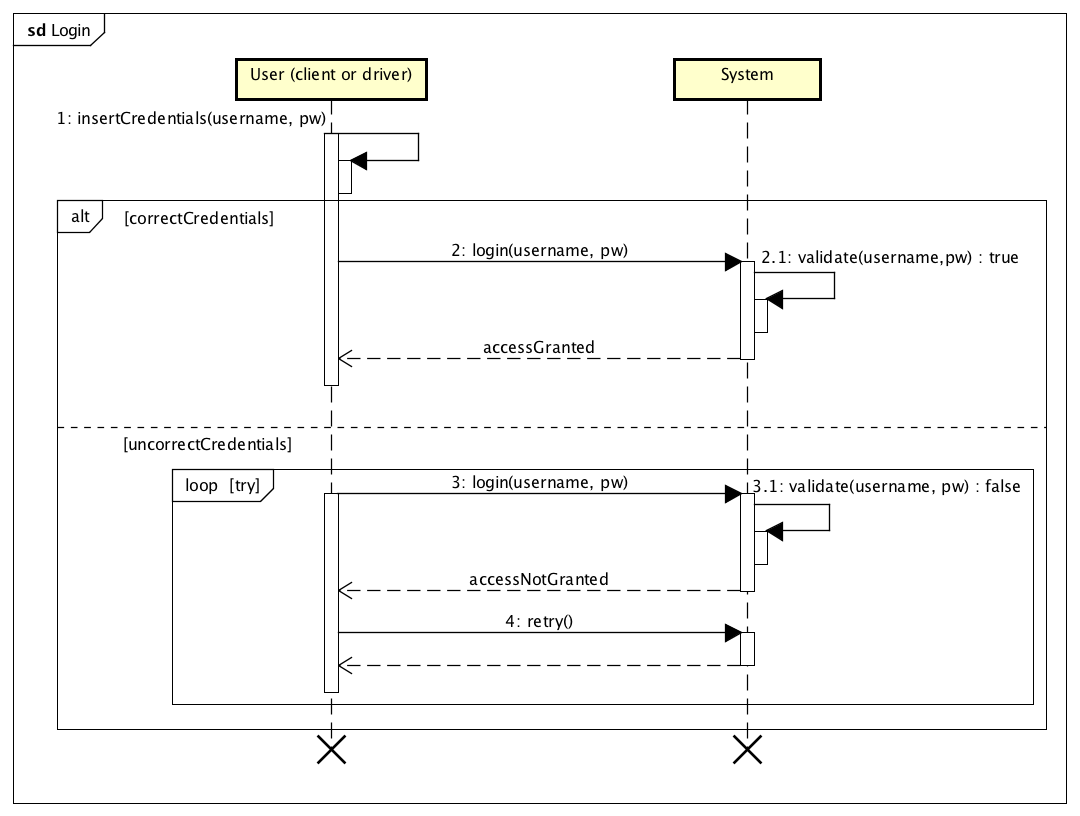 sd Login
User (client or driver)
System
1: insertCredentials(username, pw)
alt
[correctCredentials]
2: login(username, pw)
2.1: validate(username,pw) : true
accessGranted
[uncorrectCredentials]
loop [try]
3: login(username, pw)
3.1: validate(username, pw) : false
accessNotGranted
4: retry()